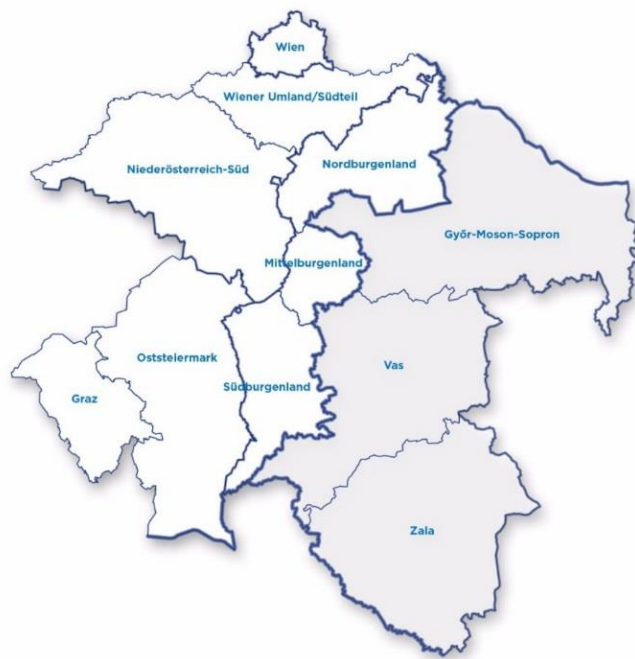 Wien
Wiener Umland/Südteil
Niederösterreich-Süd
Nordburgenland
Győr-Moson-Sopron
Mittelburgenland
Oststeiermark
Vas
Südburgenland
Graz
Zala